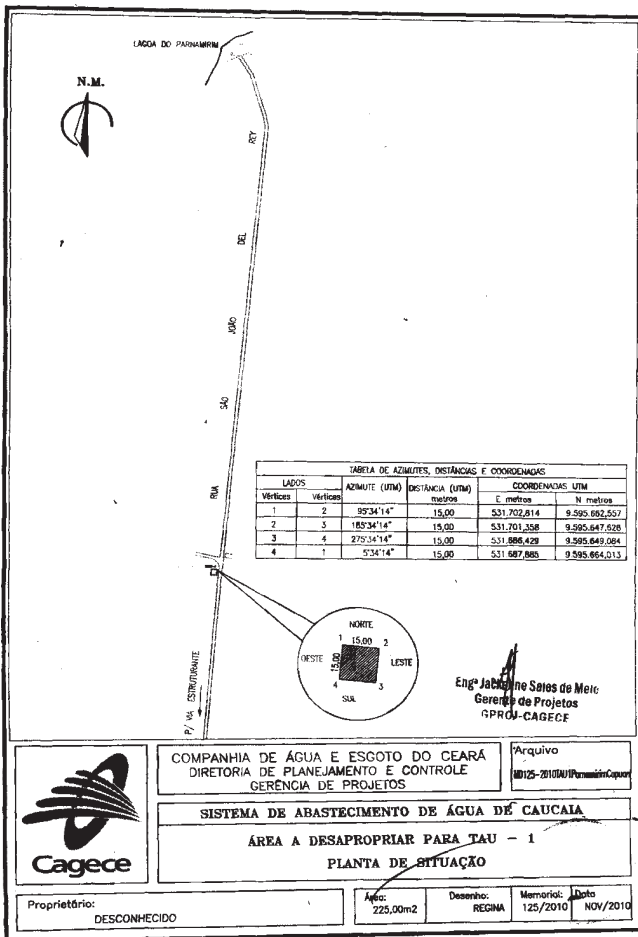 LAGOA DO PARNAMIRIM
N.M.
RUA SÃO JOÃO DEL REY
TABELA DE AZIMUTES, DISTÂNCIAS E COORDENADAS
LADOS AZIMUTE (UTM) DISTÂNCIA (UTM) metros COORDENADAS UTM
Vértices Vértices E metros N metros
1 2 95°34'14" 15,00 531.702,814 9.595.662,557
2 3 185°34'14" 15,00 531.701,358 9.595.647,628
3 4 275°34'14" 15,00 531.686,429 9.595.649,084
4 1 5°34'14" 15,00 531.687,885 9.595.664,013
NORTE
1 15,00 2
OESTE 15,00 LESTE
4 3
SUL
P/ VIA ESTRUTURANTE
Engª Jackeline Sales de Melo
Gerente de Projetos
GPROJ-CAGECE
COMPANHIA DE ÁGUA E ESGOTO DO CEARÁ
DIRETORIA DE PLANEJAMENTO E CONTROLE
GERÊNCIA DE PROJETOS
Arquivo
SISTEMA DE ABASTECIMENTO DE ÁGUA DE CAUCAIA
ÁREA A DESAPROPRIAR PARA TAU - 1
PLANTA DE SITUAÇÃO
Cagece
Proprietário:
DESCONHECIDO
Área:
225,00m2
Desenho:
REGINA
Memorial:
125/2010
Data
NOV/2010